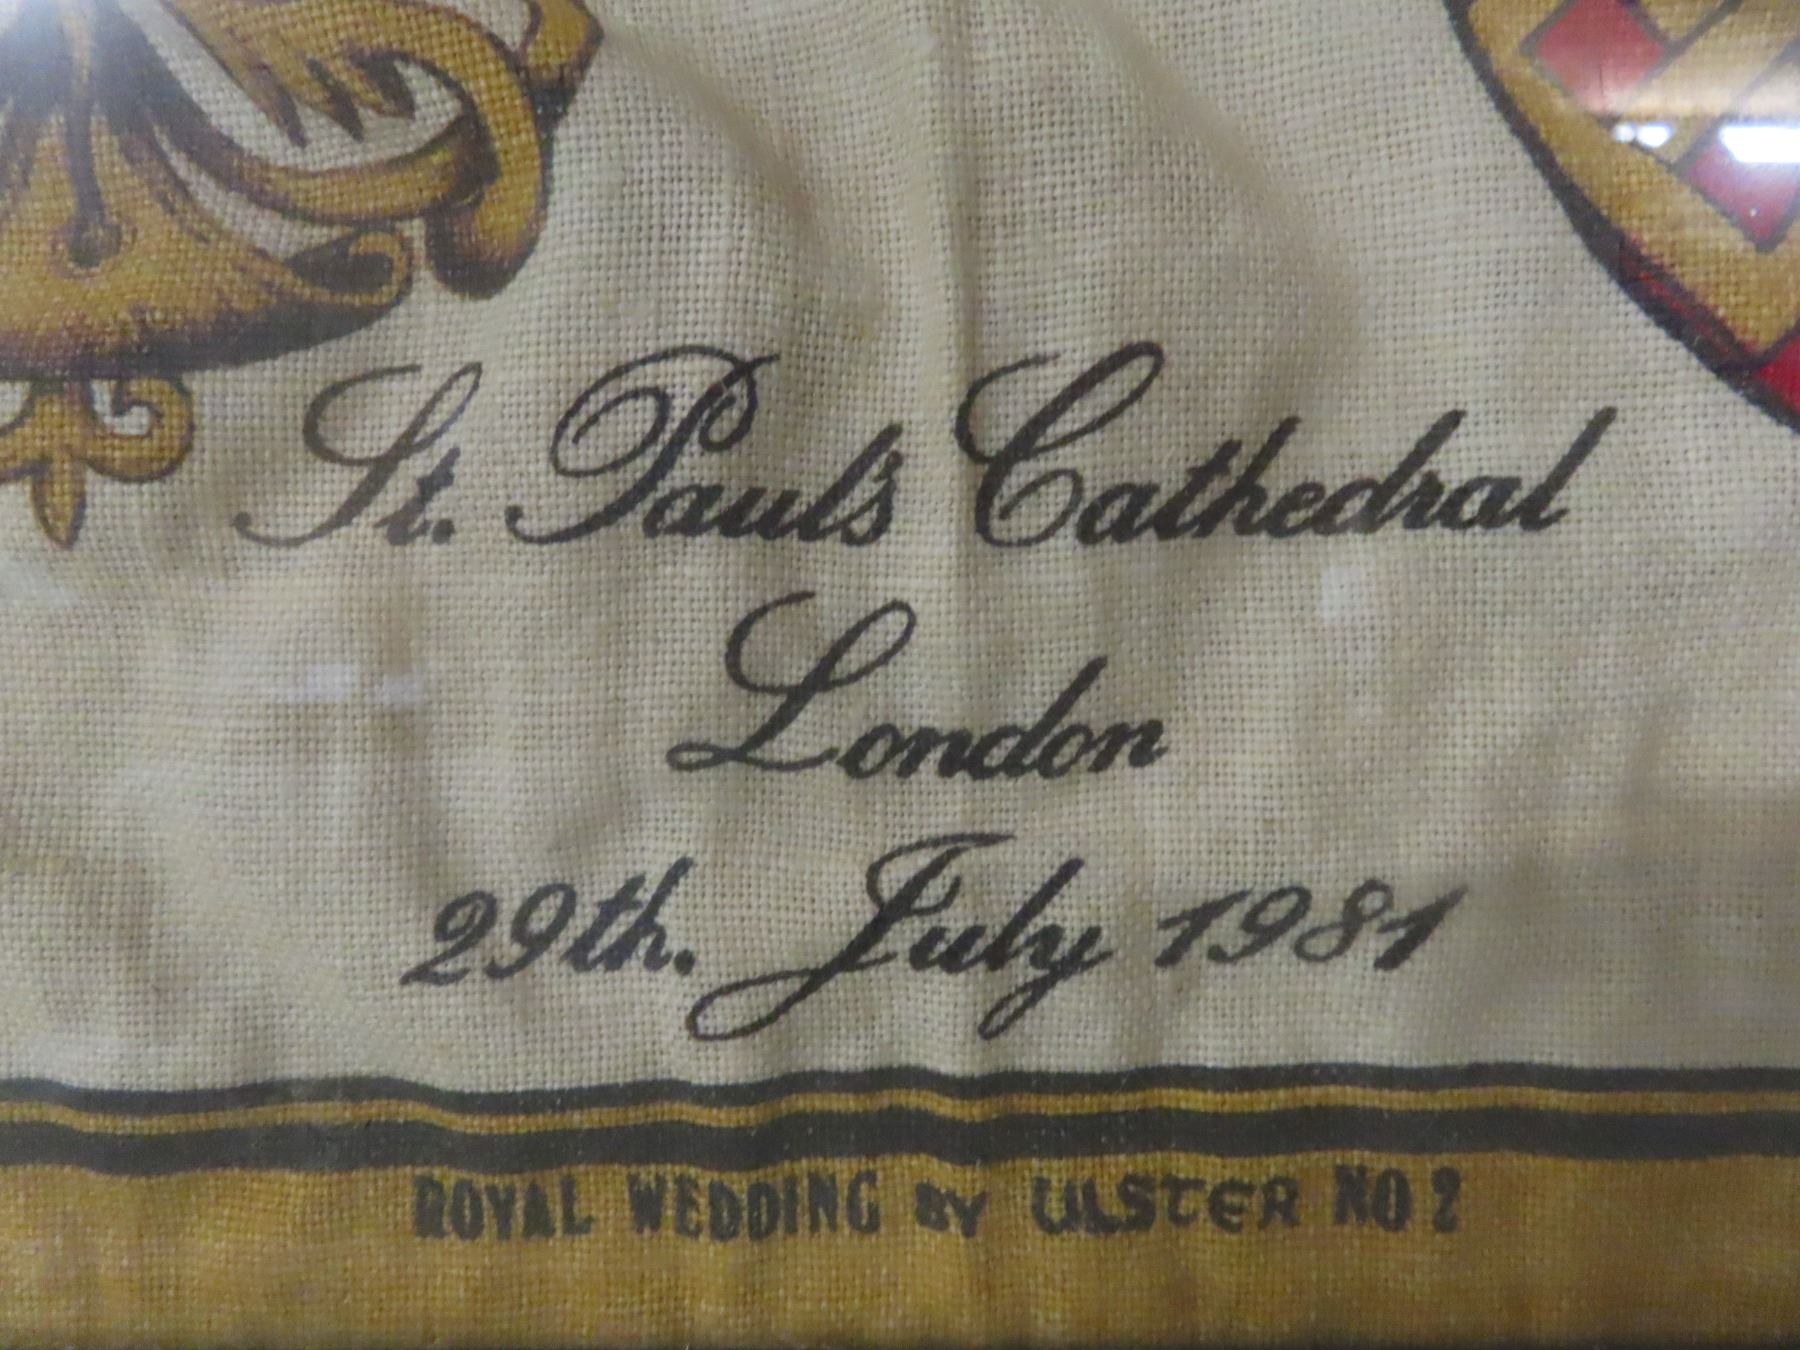 St. Paul's Cathedral
London
29th. July 1981
ROYAL WEDDING BY ULSTER NO 2